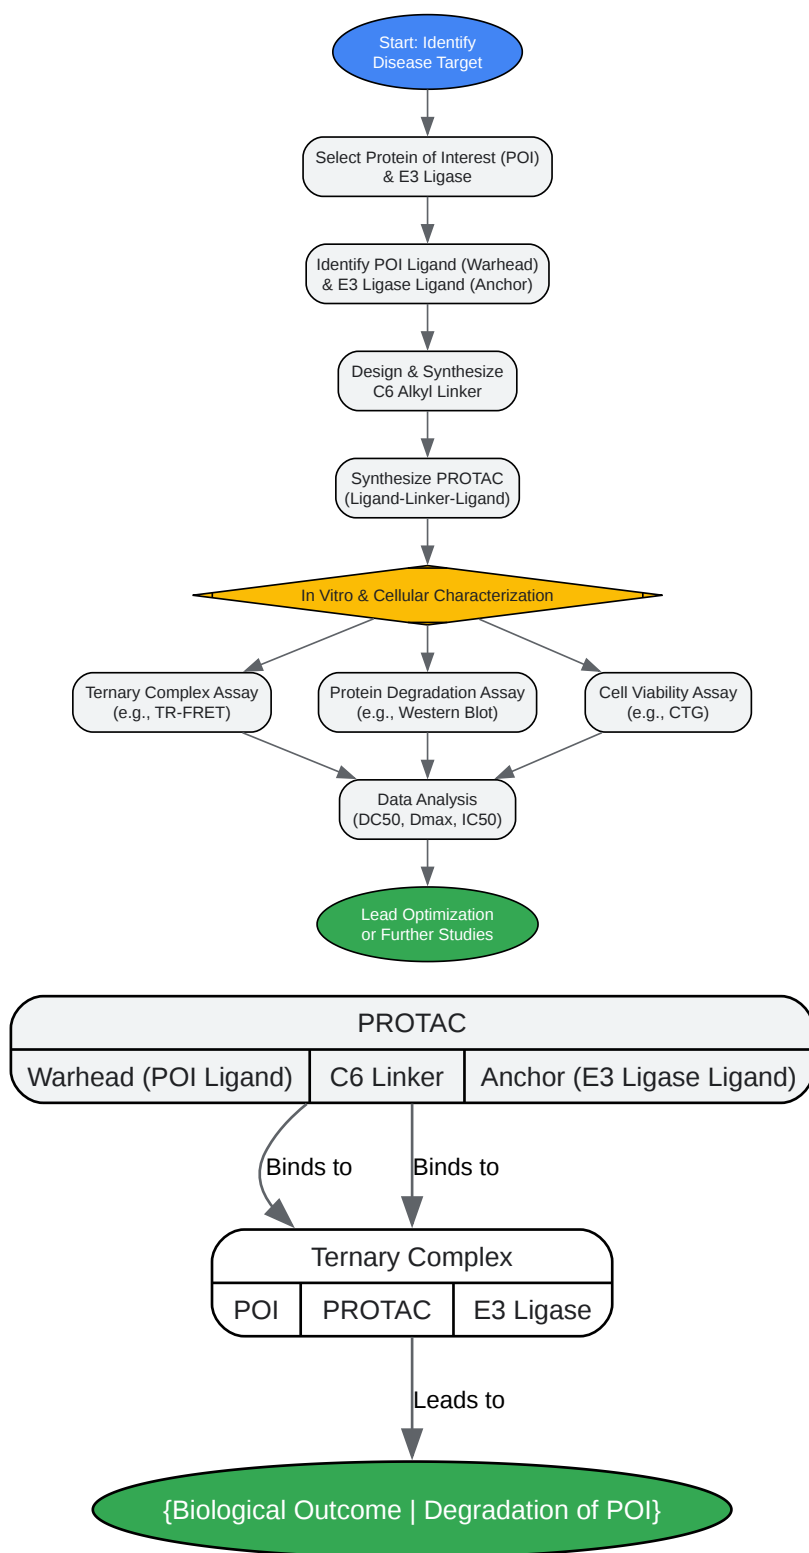 Start: Identify
Disease Target
Select Protein of Interest (POI)
& E3 Ligase
Identify POI Ligand (Warhead)
& E3 Ligase Ligand (Anchor)
Design & Synthesize
C6 Alkyl Linker
Synthesize PROTAC
(Ligand-Linker-Ligand)
In Vitro & Cellular Characterization
Ternary Complex Assay
(e.g., TR-FRET)
Protein Degradation Assay
(e.g., Western Blot)
Cell Viability Assay
(e.g., CTG)
Data Analysis
(DC50, Dmax, IC50)
Lead Optimization
or Further Studies
PROTAC
Warhead (POI Ligand)
C6 Linker
Anchor (E3 Ligase Ligand)
Binds to
Binds to
Ternary Complex
POI
PROTAC
E3 Ligase
Leads to
{Biological Outcome | Degradation of POI}